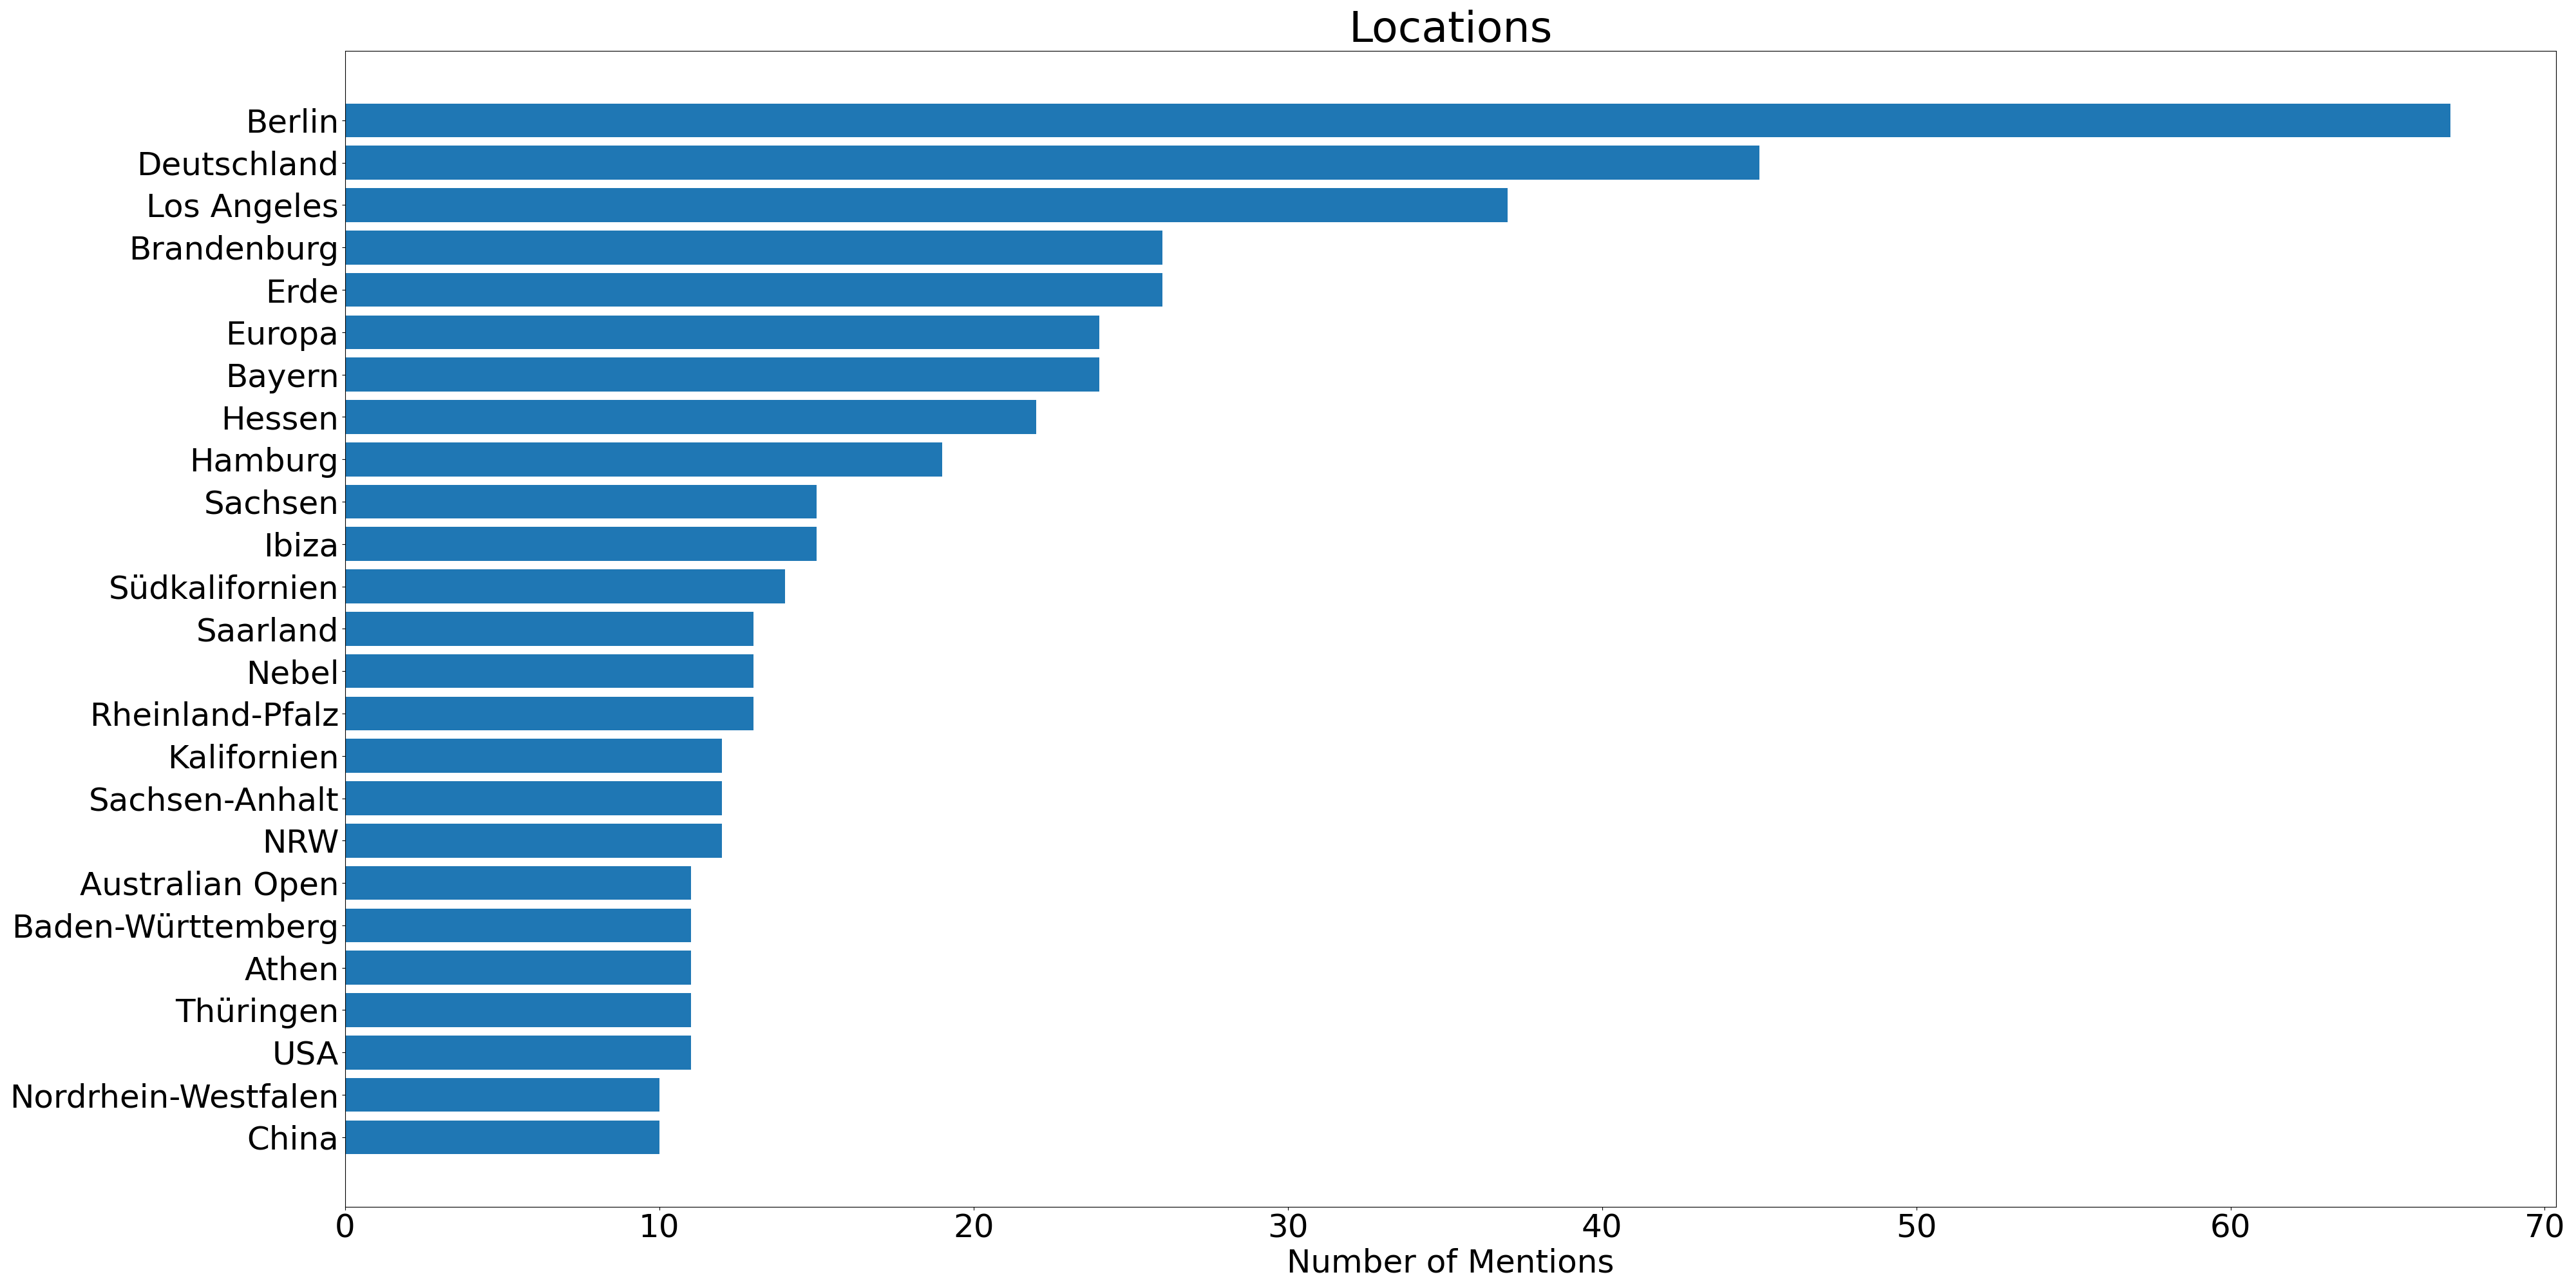 Locations
Berlin
Deutschland
Los Angeles
Brandenburg
Erde
Europa
Bayern
Hessen
Hamburg
Sachsen
Ibiza
Südkalifornien
Saarland
Nebel
Rheinland-Pfalz
Kalifornien
Sachsen-Anhalt
NRW
Australian Open
Baden-Württemberg
Athen
Thüringen
USA
Nordrhein-Westfalen
China
0 10 20 30 40 50 60 70
Number of Mentions